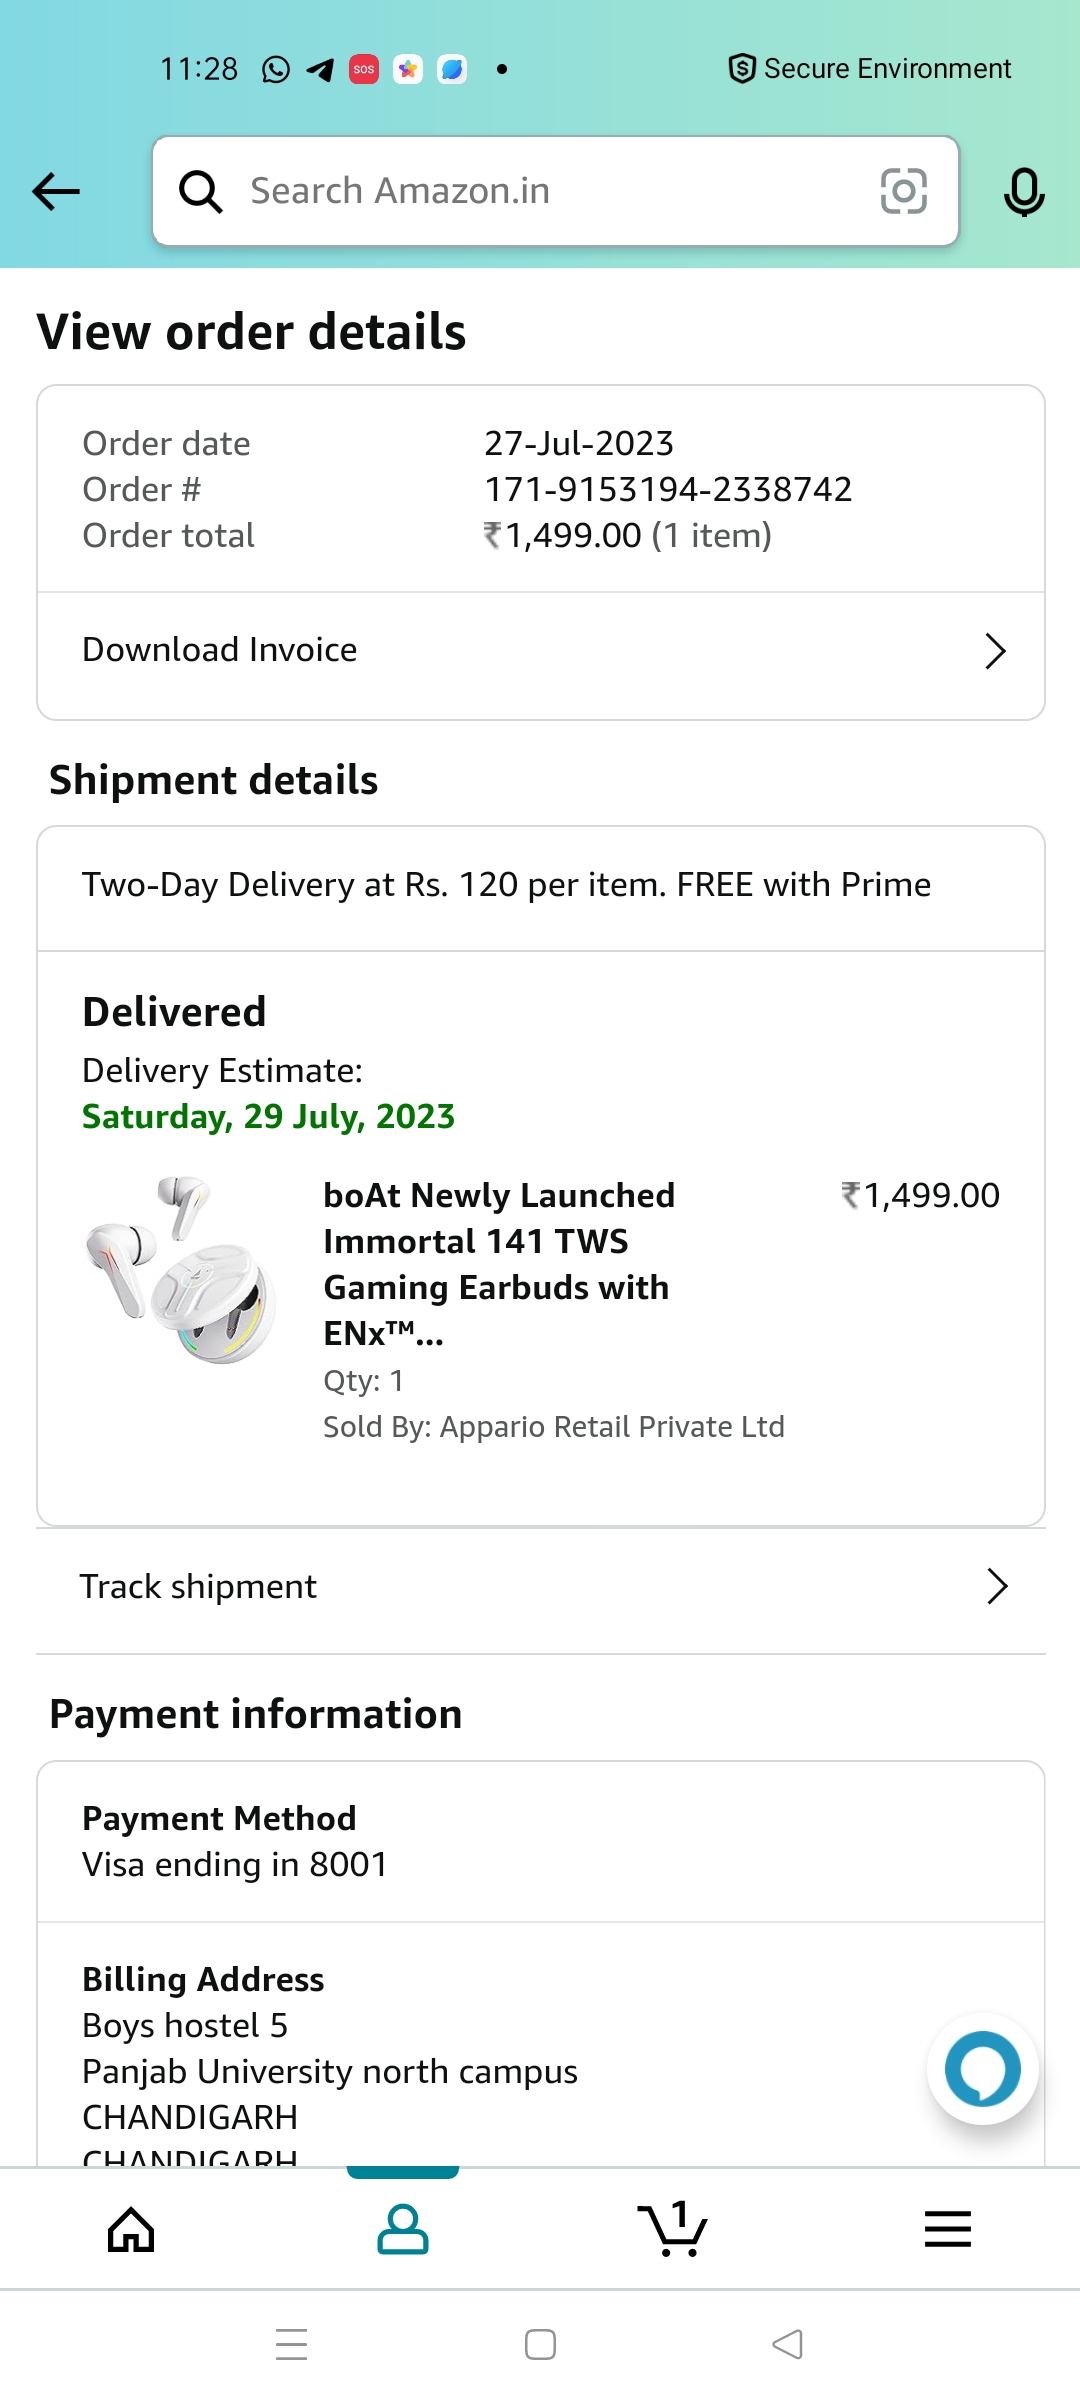 11:28
SOS
Secure Environment
Search Amazon.in
View order details
Order date 27-Jul-2023
Order # 171-9153194-2338742
Order total ₹1,499.00 (1 item)
Download Invoice
Shipment details
Two-Day Delivery at Rs. 120 per item. FREE with Prime
Delivered
Delivery Estimate:
Saturday, 29 July, 2023
boAt Newly Launched ₹1,499.00
Immortal 141 TWS
Gaming Earbuds with
ENx™...
Qty: 1
Sold By: Appario Retail Private Ltd
Track shipment
Payment information
Payment Method
Visa ending in 8001
Billing Address
Boys hostel 5
Panjab University north campus
CHANDIGARH
CHANDIGARH
1